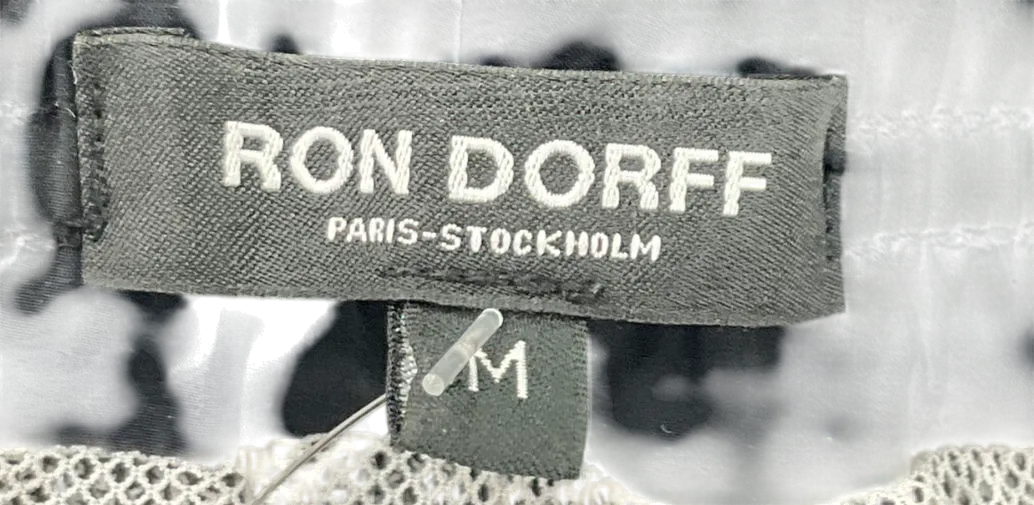 RON DORFF
PARIS-STOCKHOLM
M